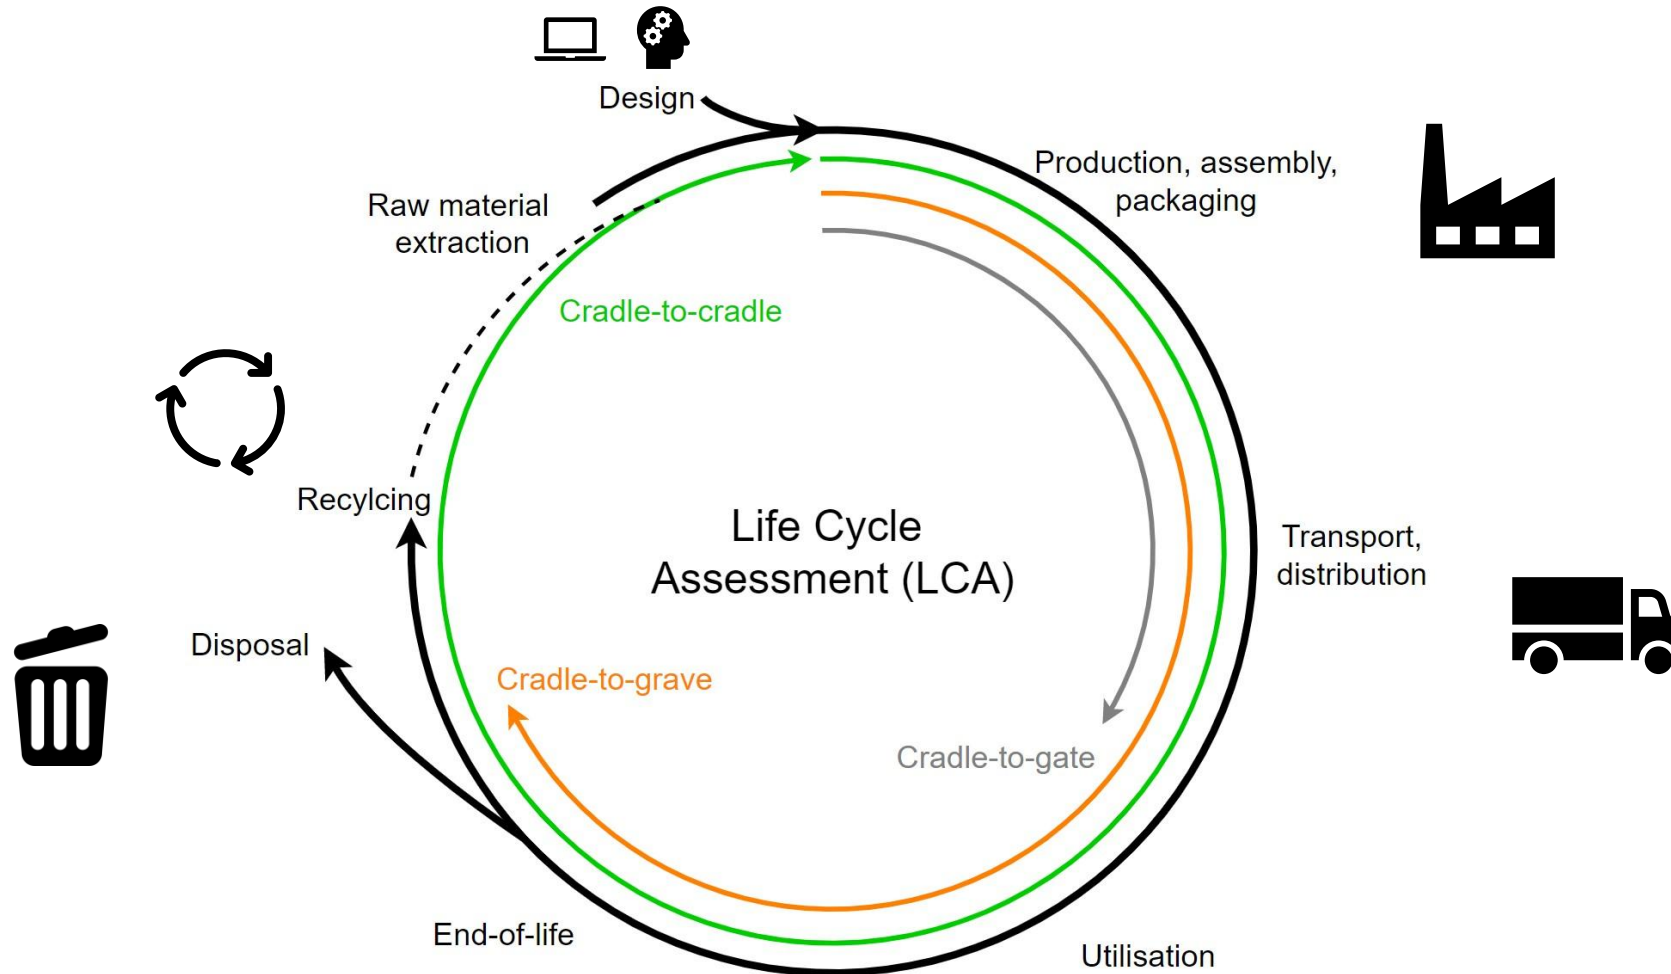 Design
Production, assembly,
packaging
Raw material
extraction
Cradle-to-cradle
Recylcing
Life Cycle
Assessment (LCA)
Transport,
distribution
Disposal
Cradle-to-grave
Cradle-to-gate
End-of-life
Utilisation